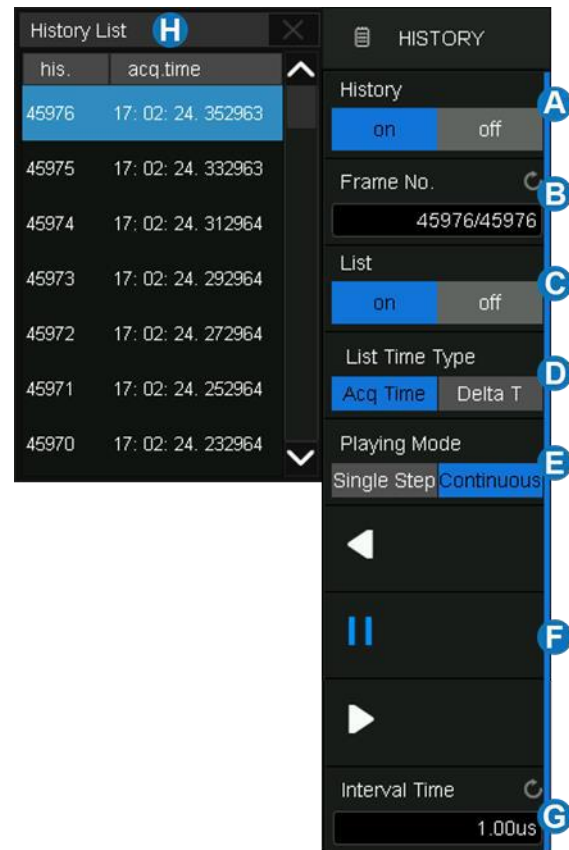 History List H
his. acq.time
45976 17: 02: 24. 352963
45975 17: 02: 24. 332963
45974 17: 02: 24. 312964
45973 17: 02: 24. 292964
45972 17: 02: 24. 272964
45971 17: 02: 24. 252964
45970 17: 02: 24. 232964
HISTORY
History
A
on off
Frame No.
B
45976/45976
List
C
on off
List Time Type
D
Acq Time Delta T
Playing Mode
E
Single Step Continuous
F
Interval Time
G
1.00us